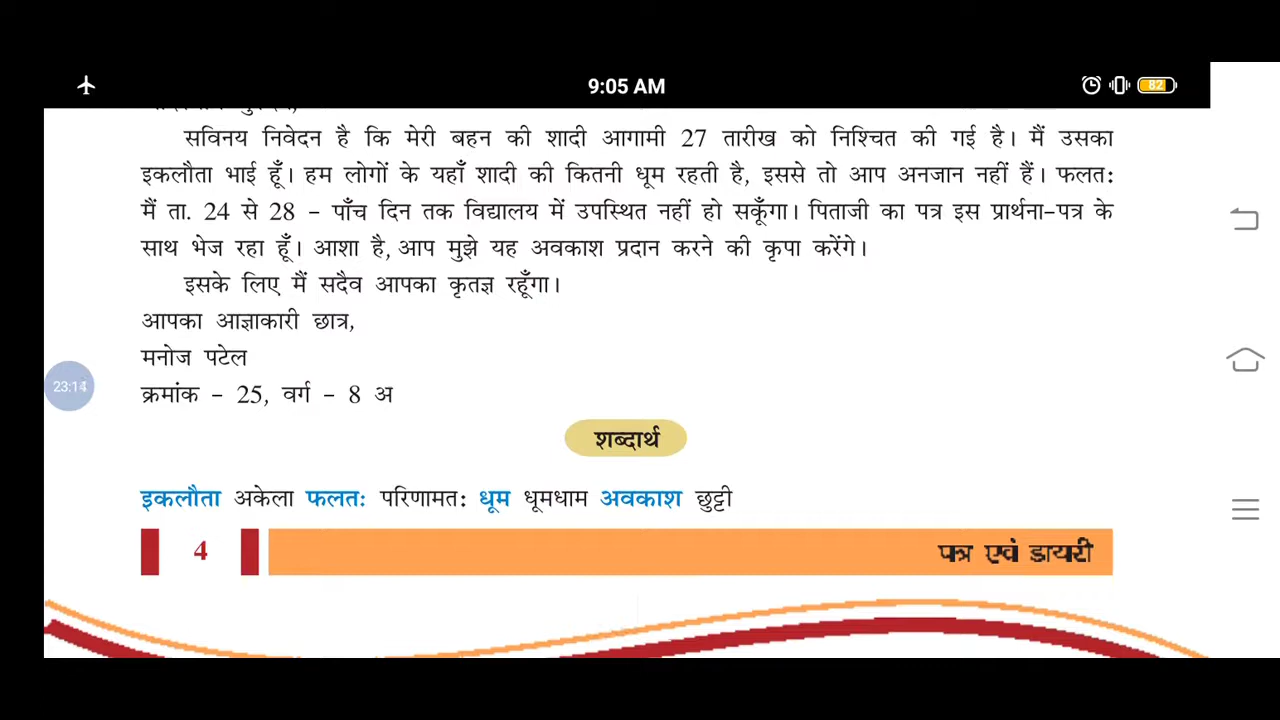 9:05 AM
82
सविनय निवेदन है कि मेरी बहन की शादी आगामी 27 तारीख को निश्चित की गई है। मैं उसका
इकलौता भाई हूँ। हम लोगों के यहाँ शादी की कितनी धूम रहती है, इससे तो आप अनजान नहीं हैं। फलतः
मैं ता. 24 से 28 - पाँच दिन तक विद्यालय में उपस्थित नहीं हो सकूँगा। पिताजी का पत्र इस प्रार्थना-पत्र के
साथ भेज रहा हूँ। आशा है, आप मुझे यह अवकाश प्रदान करने की कृपा करेंगे।
इसके लिए मैं सदैव आपका कृतज्ञ रहूँगा।
आपका आज्ञाकारी छात्र,
मनोज पटेल
23:14
क्रमांक - 25, वर्ग - 8 अ
शब्दार्थ
इकलौता अकेला फलतः परिणामतः धूम धूमधाम अवकाश छुट्टी
4
पत्र एवं डायरी